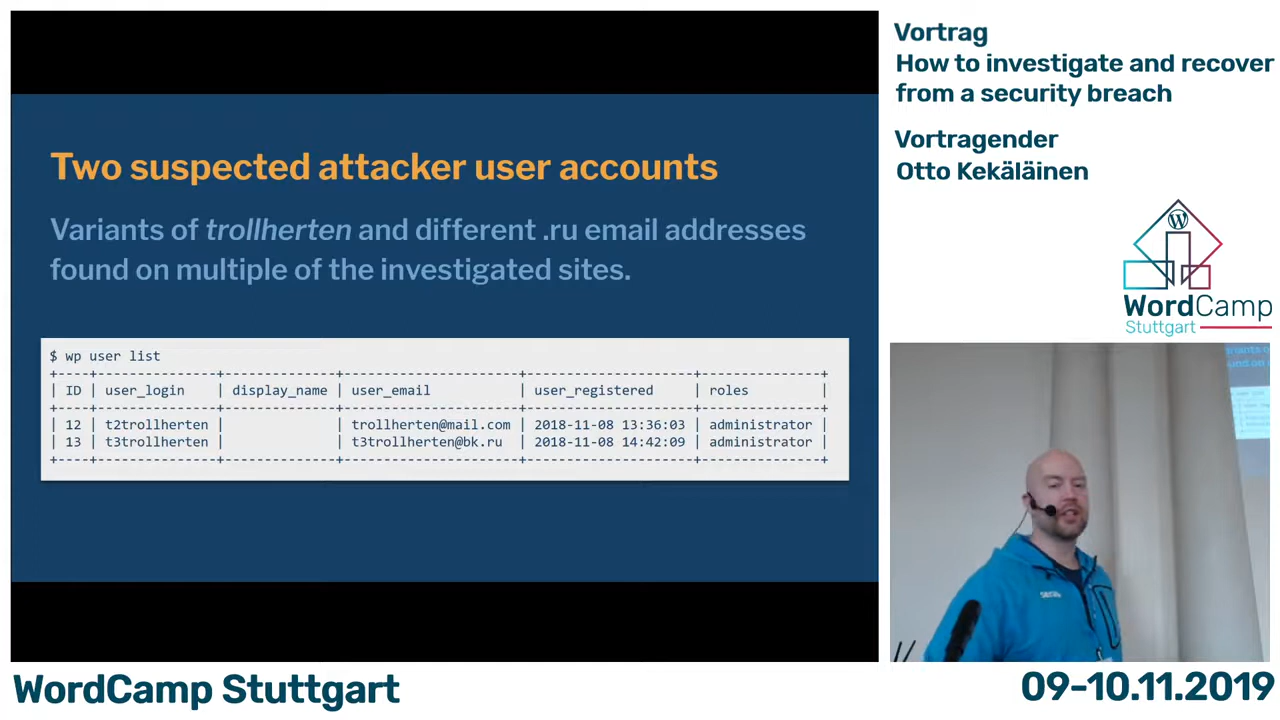 Two suspected attacker user accounts
Variants of trollherten and different .ru email addresses
found on multiple of the investigated sites.
$ wp user list
+----+--------------+--------------+----------------------+---------------------+---------------+
| ID | user_login | display_name | user_email | user_registered | roles |
+----+--------------+--------------+----------------------+---------------------+---------------+
| 12 | t2trollherten | | trollherten@mail.com | 2018-11-08 13:36:03 | administrator |
| 13 | t3trollherten | | t3trollherten@bk.ru | 2018-11-08 14:42:09 | administrator |
+----+--------------+--------------+----------------------+---------------------+---------------+
Vortrag
How to investigate and recover
from a security breach
Vortragender
Otto Kekäläinen
WordCamp
Stuttgart
WordCamp Stuttgart
09-10.11.2019